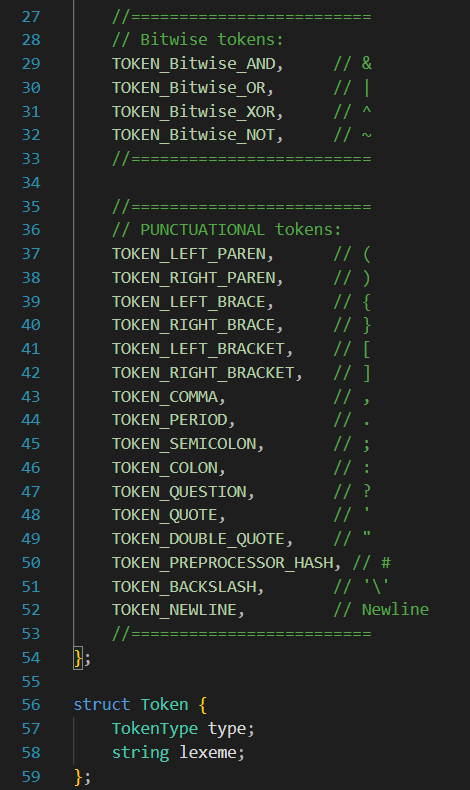 27 //=========================
28 // Bitwise tokens:
29 TOKEN_Bitwise_AND, // &
30 TOKEN_Bitwise_OR, // |
31 TOKEN_Bitwise_XOR, // ^
32 TOKEN_Bitwise_NOT, // ~
33 //=========================
34
35 //=========================
36 // PUNCTUATIONAL tokens:
37 TOKEN_LEFT_PAREN, // (
38 TOKEN_RIGHT_PAREN, // )
39 TOKEN_LEFT_BRACE, // {
40 TOKEN_RIGHT_BRACE, // }
41 TOKEN_LEFT_BRACKET, // [
42 TOKEN_RIGHT_BRACKET, // ]
43 TOKEN_COMMA, // ,
44 TOKEN_PERIOD, // .
45 TOKEN_SEMICOLON, // ;
46 TOKEN_COLON, // :
47 TOKEN_QUESTION, // ?
48 TOKEN_QUOTE, // '
49 TOKEN_DOUBLE_QUOTE, // "
50 TOKEN_PREPROCESSOR_HASH, // #
51 TOKEN_BACKSLASH, // '\'
52 TOKEN_NEWLINE, // Newline
53 //=========================
54 };
55
56 struct Token {
57 TokenType type;
58 string lexeme;
59 };